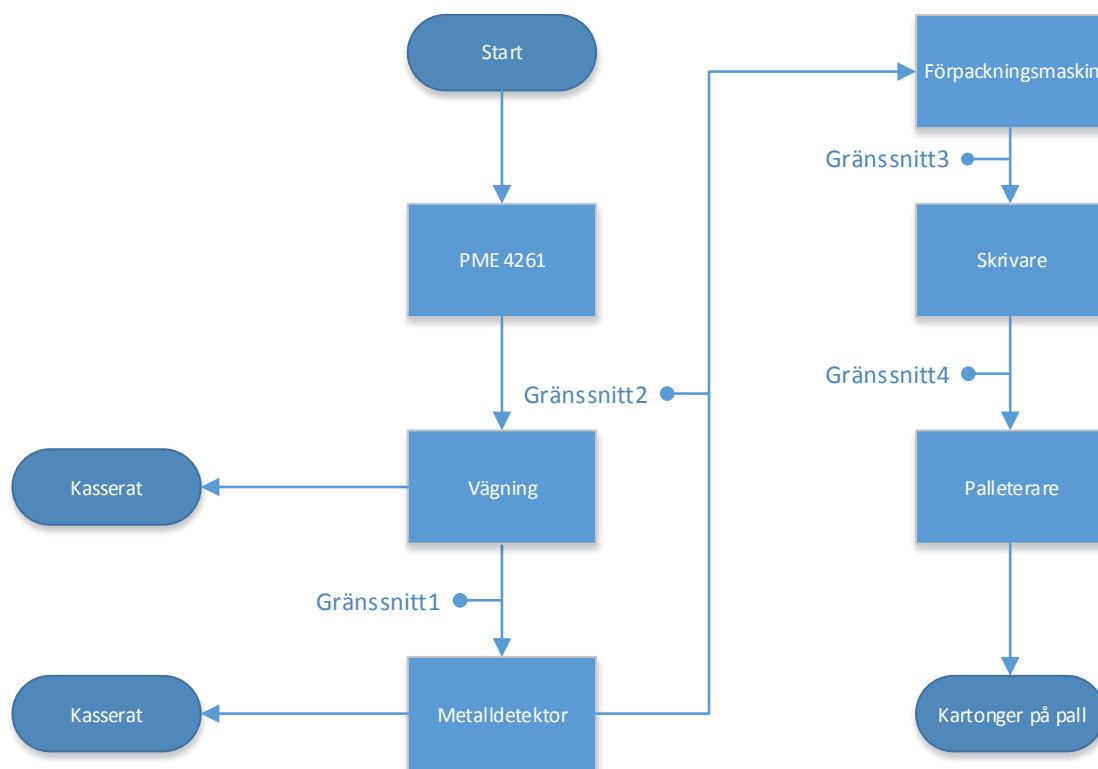 Start
PME 4261
Gränssnitt2
Vägning
Kasserat
Gränssnitt1
Metalldetektor
Kasserat
Förpackningsmaskin
Gränssnitt3
Skrivare
Gränssnitt4
Palleterare
Kartonger på pall